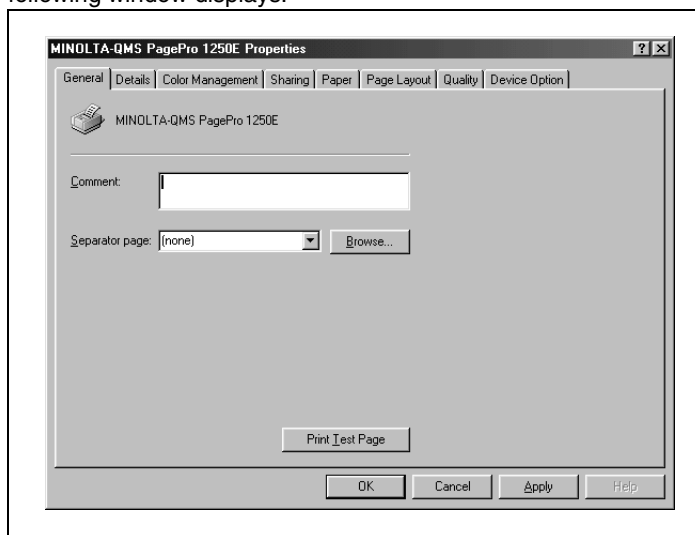 following window displays.
MINOLTA-QMS PagePro 1250E Properties
General Details Color Management Sharing Paper Page Layout Quality Device Option
MINOLTA-QMS PagePro 1250E
Comment:
Separator page: (none) Browse...
Print Test Page
OK Cancel Apply Help